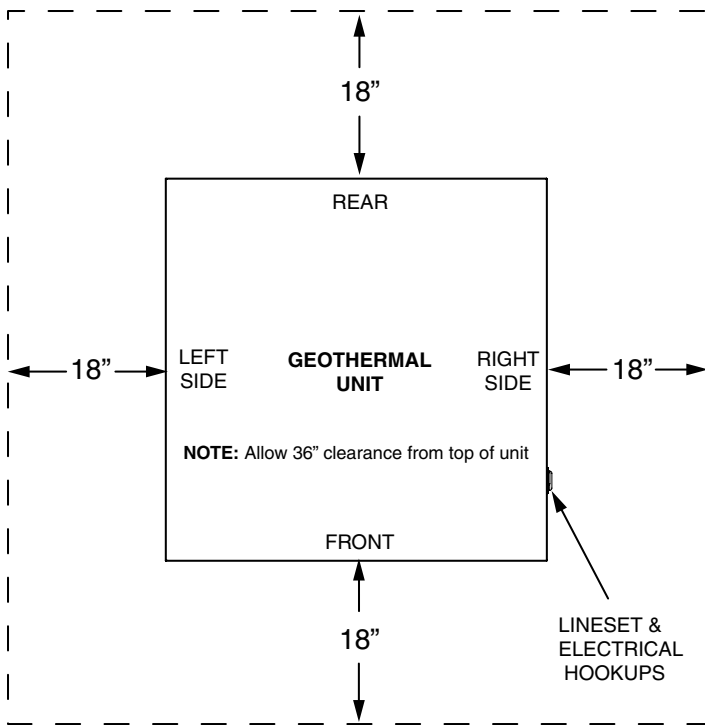 18”
REAR
18”
LEFT
SIDE
GEOTHERMAL
UNIT
RIGHT
SIDE
18”
NOTE: Allow 36” clearance from top of unit
FRONT
18”
LINESET &
ELECTRICAL
HOOKUPS